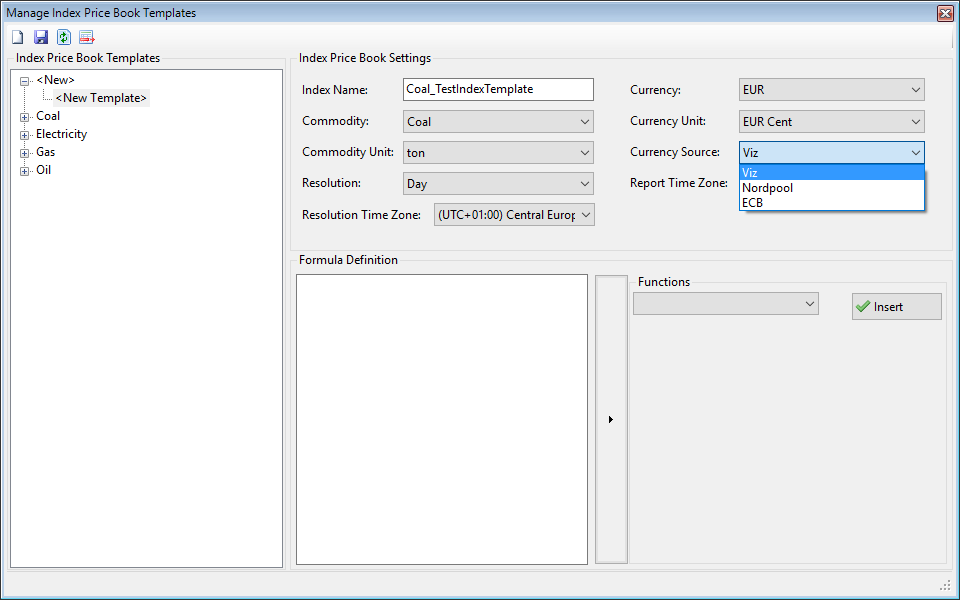 Manage Index Price Book Templates
Index Price Book Templates
<New>
<New Template>
Coal
Electricity
Gas
Oil
Index Price Book Settings
Index Name: Coal_TestIndexTemplate
Commodity: Coal
Commodity Unit: ton
Resolution: Day
Resolution Time Zone: (UTC+01:00) Central Europ
Currency: EUR
Currency Unit: EUR Cent
Currency Source: Viz
Viz
Nordpool
ECB
Report Time Zone:
Formula Definition
Functions
Insert